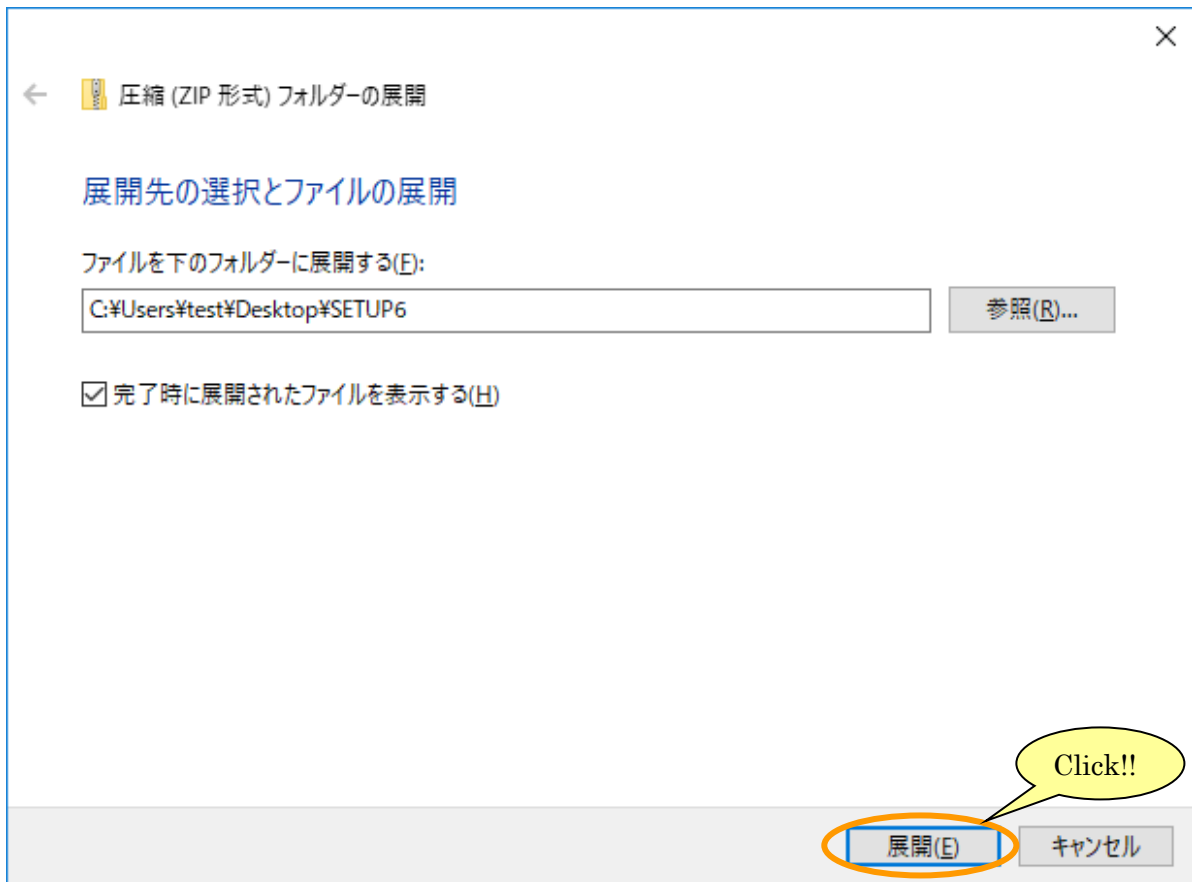 圧縮 (ZIP 形式) フォルダーの展開
展開先の選択とファイルの展開
ファイルを下のフォルダーに展開する(F):
C:¥Users¥test¥Desktop¥SETUP6
参照(R)...
完了時に展開されたファイルを表示する(H)
Click!!
展開(E)
キャンセル